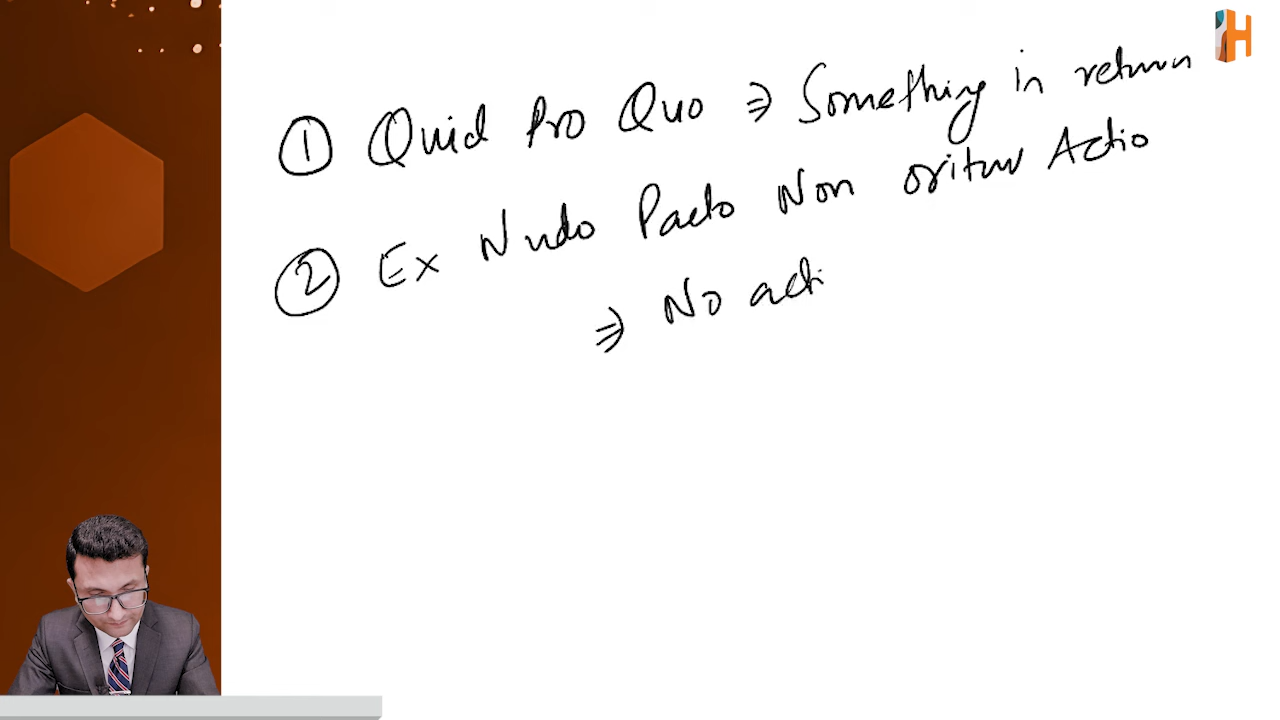 ① Quid Pro Quo ⇒ Something in return
② Ex Nudo Pacto Non oritur Actio
⇒ No acti
H